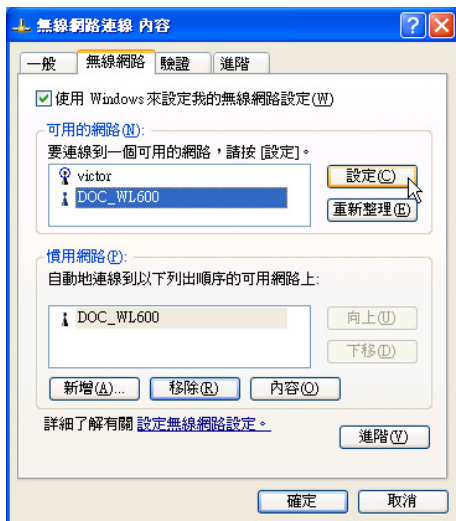 無線網路連線 內容
一般 無線網路 驗證 進階
使用 Windows 來設定我的無線網路設定(W)
可用的網路(N):
要連線到一個可用的網路，請按 [設定]。
victor
DOC_WL600
設定(C)
重新整理(E)
慣用網路(P):
自動地連線到以下列出順序的可用網路上:
DOC_WL600
向上(U)
下移(D)
新增(A)... 移除(R) 內容(O)
詳細了解有關 設定無線網路設定。
進階(V)
確定 取消